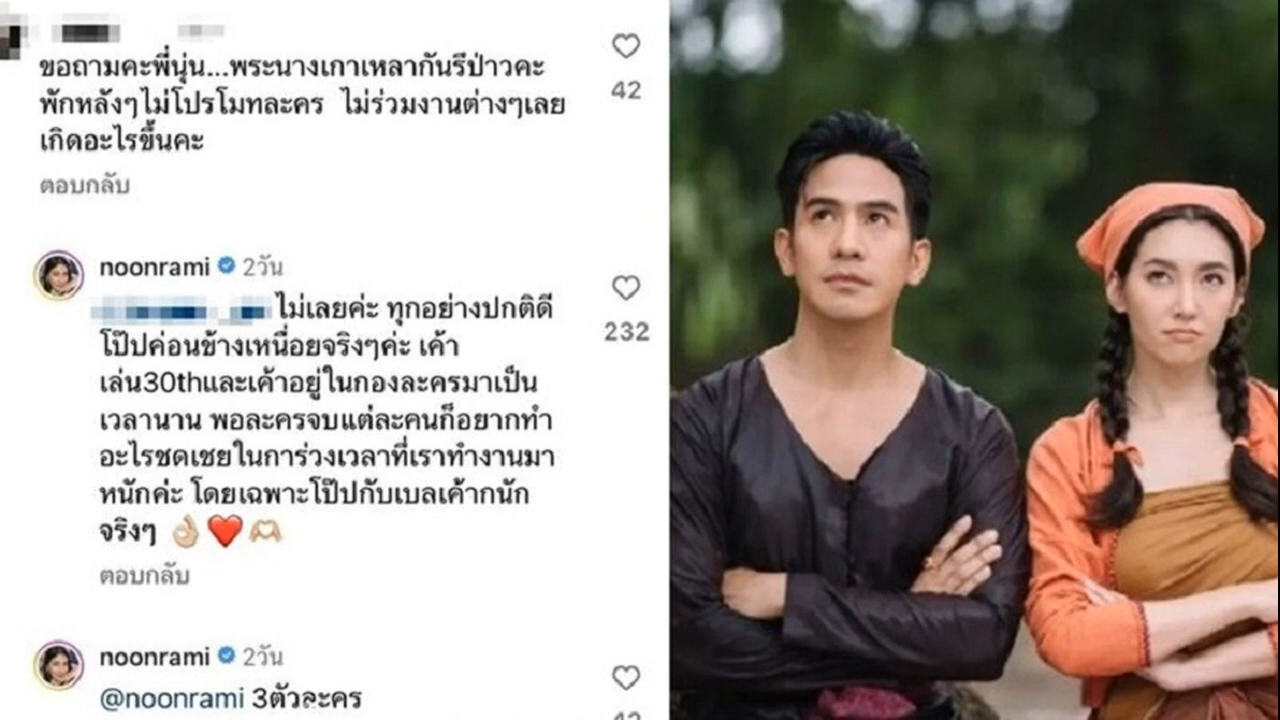 ขอถามคะพี่นุ่น...พระนางเกาเหลากันรึป่าวคะ
พักหลังๆไม่โปรโมทละคร ไม่ร่วมงานต่างๆเลย
เกิดอะไรขึ้นคะ
42
ตอบกลับ
noonrami 2วัน
ไม่เลยค่ะ ทุกอย่างปกติดี
โป๊ปค่อนข้างเหนื่อยจริงๆค่ะ เค้า
เล่น30thและเค้าอยู่ในกองละครมาเป็น
เวลานาน พอละครจบแต่ละคนก็อยากทำ
อะไรชดเชยในการ่วงเวลาที่เราทำงานมา
หนักค่ะ โดยเฉพาะโป๊ปกับเบลเค้ากนัก
จริงๆ 👌🏻❤️🫶🏻
232
ตอบกลับ
noonrami 2วัน
@noonrami 3ตัวละคร